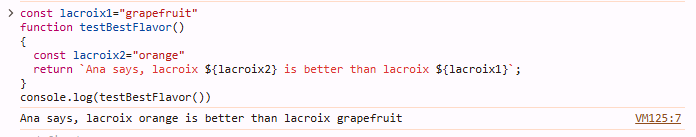 const lacroix1="grapefruit"
function testBestFlavor()
{
const lacroix2="orange"
return `Ana says, lacroix ${lacroix2} is better than lacroix ${lacroix1}`;
}
console.log(testBestFlavor())
Ana says, lacroix orange is better than lacroix grapefruit VM125:7